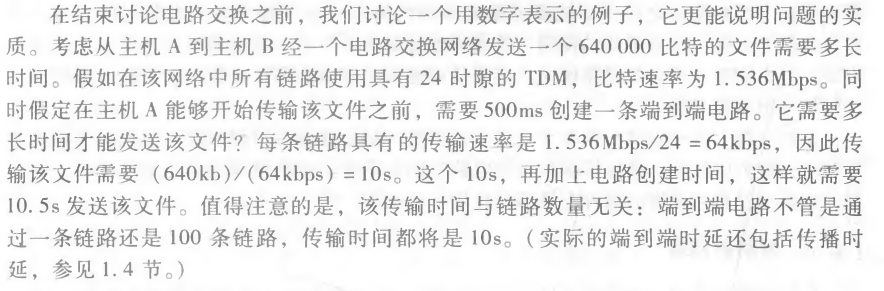 在结束讨论电路交换之前，我们讨论一个用数字表示的例子，它更能说明问题的实
质。考虑从主机 A 到主机 B 经一个电路交换网络发送一个 640 000 比特的文件需要多长
时间。假如在该网络中所有链路使用具有 24 时隙的 TDM，比特速率为 1.536Mbps。同
时假定在主机 A 能够开始传输该文件之前，需要 500ms 创建一条端到端电路。它需要多
长时间才能发送该文件？每条链路具有的传输速率是 1.536Mbps/24 = 64kbps，因此传
输该文件需要（640kb）/（64kbps）= 10s。这个 10s，再加上电路创建时间，这样就需要
10.5s 发送该文件。值得注意的是，该传输时间与链路数量无关：端到端电路不管是通
过一条链路还是 100 条链路，传输时间都将是 10s。（实际的端到端时延还包括传播时
延，参见 1.4 节。）